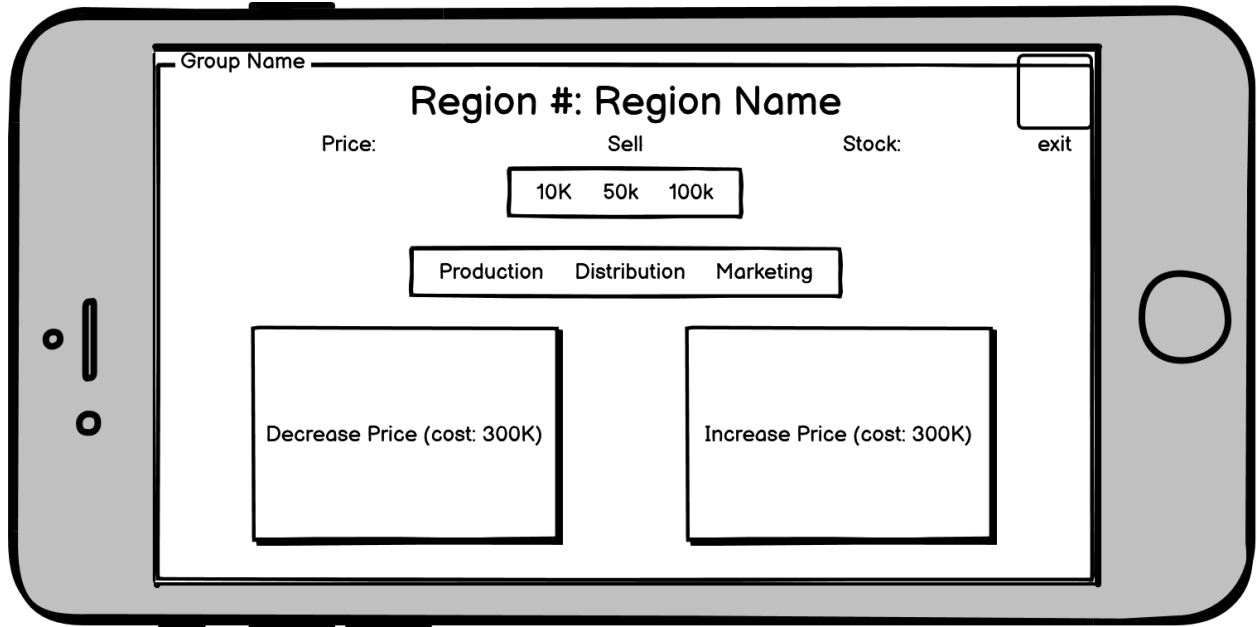 Group Name
Region #: Region Name
Price: Sell Stock: exit
10K 50k 100k
Production Distribution Marketing
Decrease Price (cost: 300K) Increase Price (cost: 300K)